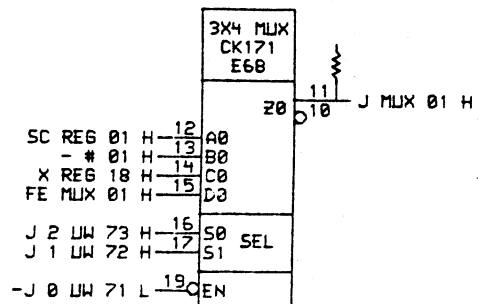 3X4 MUX
CK171
E68
Z0 11 J MUX 01 H
10
SC REG 01 H 12 A0
- # 01 H 13 B0
X REG 18 H 14 C0
FE MUX 01 H 15 D0
J 2 UW 73 H 16 S0 SEL
J 1 UW 72 H 17 S1
-J 0 UW 71 L 19 EN